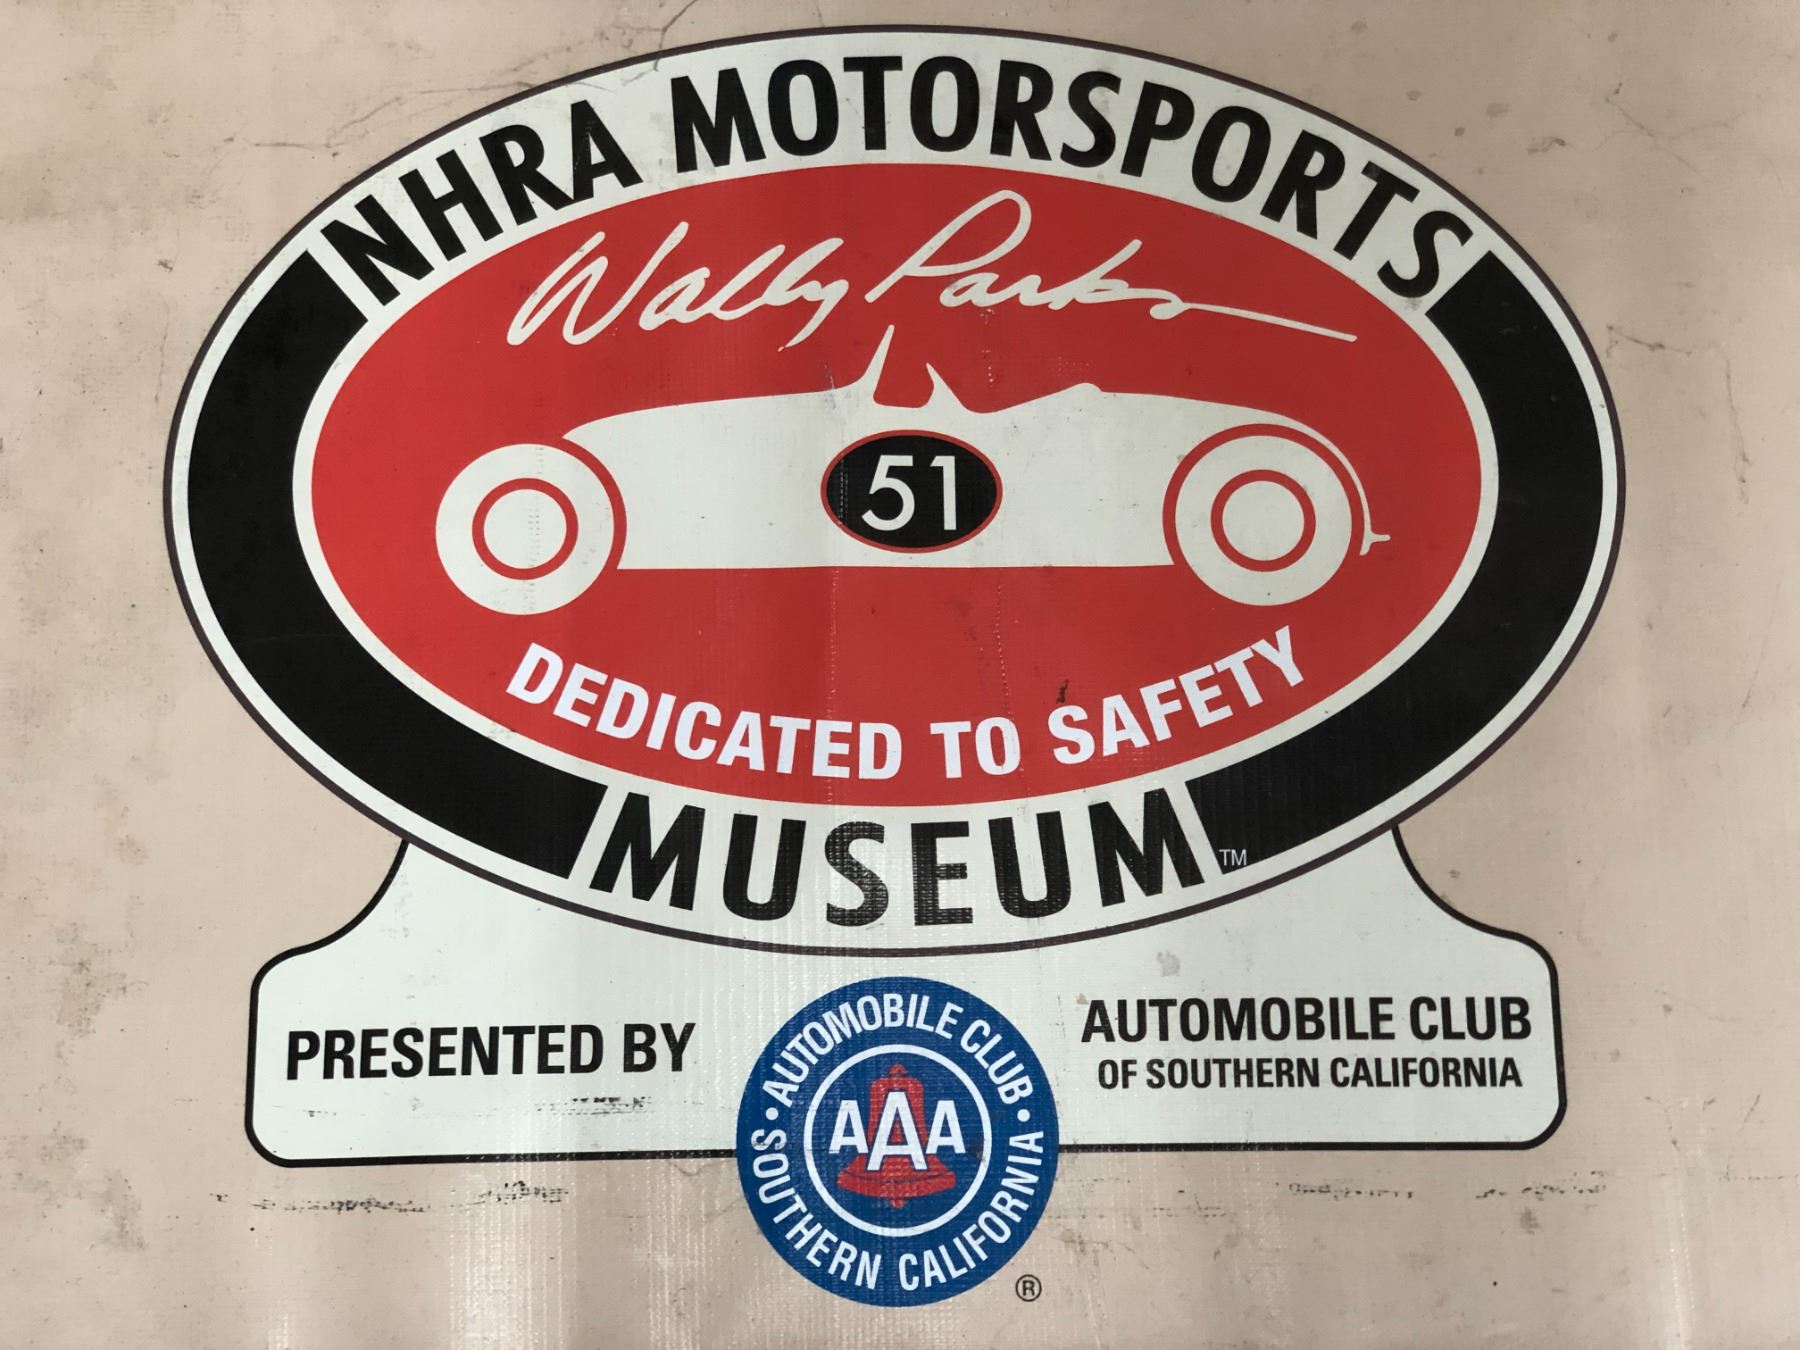 NHRA MOTORSPORTS
Wally Parks
51
DEDICATED TO SAFETY
MUSEUM™
PRESENTED BY
AUTOMOBILE CLUB
OF SOUTHERN CALIFORNIA
• AUTOMOBILE CLUB •
AAA
SOUTHERN CALIFORNIA
®